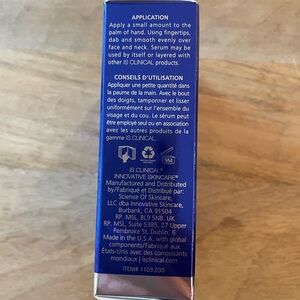 APPLICATION
Apply a small amount to the
palm of hand. Using fingertips,
dab and smooth evenly over
face and neck. Serum may be
used by itself or layered with
other iS CLINICAL products.
CONSEILS D'UTILISATION
Appliquer une petite quantité dans
la paume de la main. Avec le bout
des doigts, tamponner et lisser
uniformément sur l'ensemble du
visage et du cou. Le sérum peut
être employé seul ou en association
avec les autres produits de la
gamme iS CLINICAL.
iS CLINICAL®
INNOVATIVE SKINCARE®
Manufactured and Distributed
by/Fabriqué et Distribué par:
Science Of Skincare,
LLC dba Innovative Skincare,
Burbank, CA 91504
RP, MSL, BL9 5NB, UK
RP, MSL, Suite 5385, 27 Upper
Pembroke St, Dublin, IE
Made in the U.S.A. with global
components/Fabriqué aux
États-Unis avec des composants
mondiaux | isclinical.com
ITEM# 1103.030